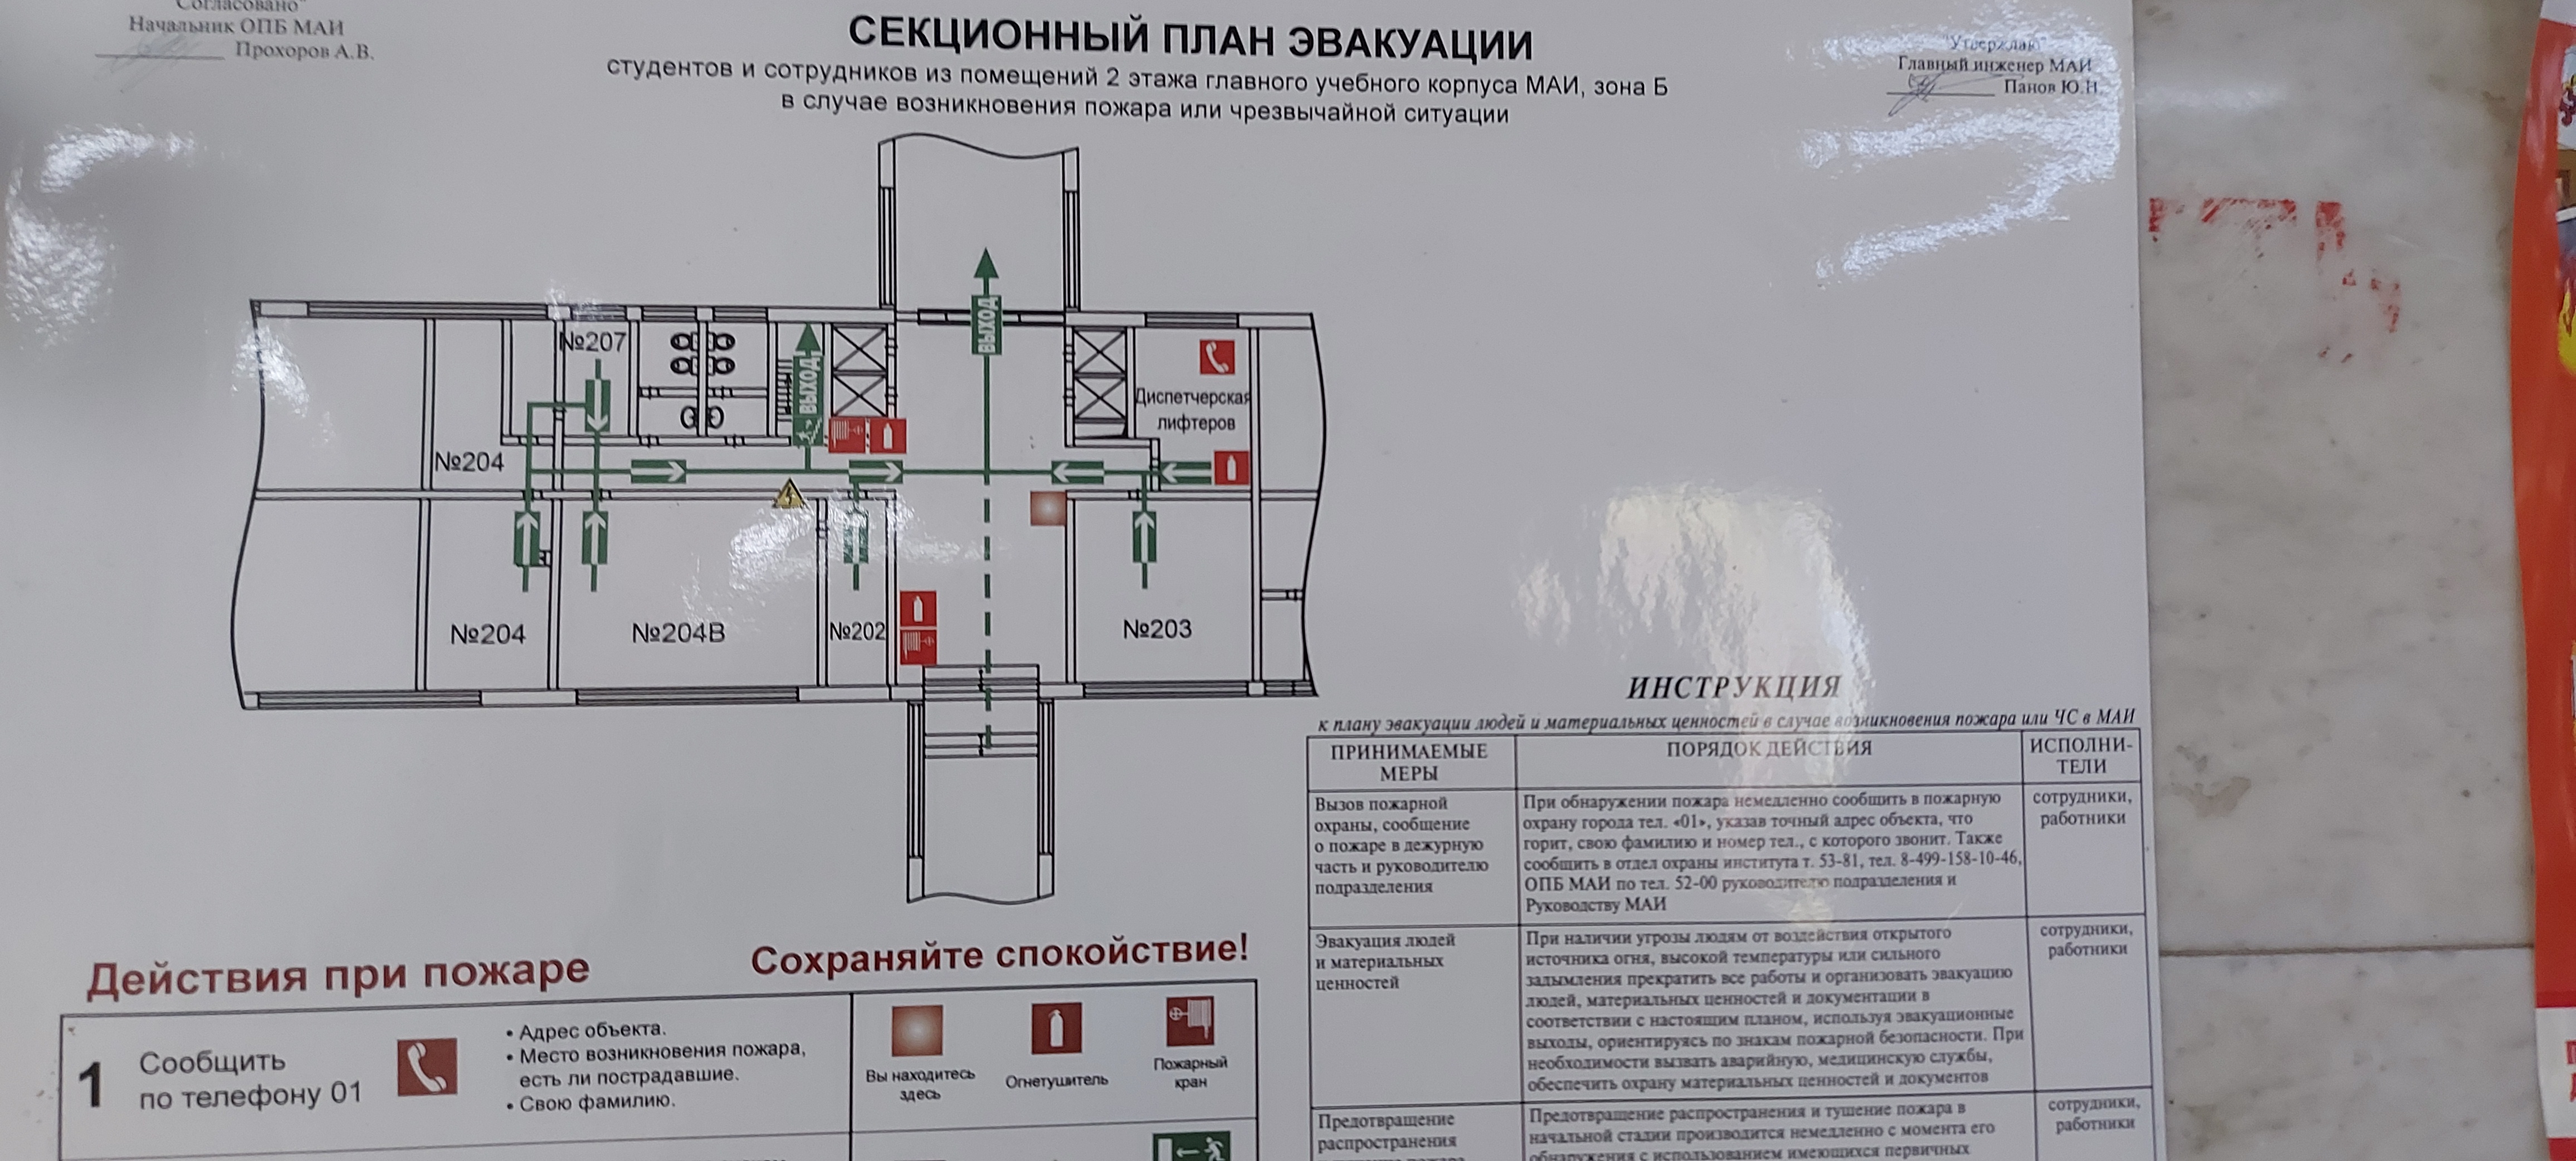 "Согласовано"
Начальник ОПБ МАИ
Прохоров А.В.
СЕКЦИОННЫЙ ПЛАН ЭВАКУАЦИИ
студентов и сотрудников из помещений 2 этажа главного учебного корпуса МАИ, зона Б
в случае возникновения пожара или чрезвычайной ситуации
"Утверждаю"
Главный инженер МАИ
Панов Ю.Н.
ВЫХОД
№207
ВЫХОД
Диспетчерская
лифтеров
№204
№204
№204В
№202
№203
ИНСТРУКЦИЯ
к плану эвакуации людей и материальных ценностей в случае возникновения пожара или ЧС в МАИ
ПРИНИМАЕМЫЕ
МЕРЫ
ПОРЯДОК ДЕЙСТВИЯ
ИСПОЛНИ-
ТЕЛИ
Вызов пожарной
охраны, сообщение
о пожаре в дежурную
часть и руководителю
подразделения
При обнаружении пожара немедленно сообщить в пожарную
охрану города тел. «01», указав точный адрес объекта, что
горит, свою фамилию и номер тел., с которого звонит. Также
сообщить в отдел охраны института т. 53-81, тел. 8-499-158-10-46,
ОПБ МАИ по тел. 52-00 руководителю подразделения и
Руководству МАИ
сотрудники,
работники
Эвакуация людей
и материальных
ценностей
При наличии угрозы людям от воздействия открытого
источника огня, высокой температуры или сильного
задымления прекратить все работы и организовать эвакуацию
людей, материальных ценностей и документации в
соответствии с настоящим планом, используя эвакуационные
выходы, ориентируясь по знакам пожарной безопасности. При
необходимости вызвать аварийную, медицинскую службы,
обеспечить охрану материальных ценностей и документов
сотрудники,
работники
Предотвращение
распространения
Предотвращение распространения и тушение пожара в
начальной стадии производится немедленно с момента его
обнаружения с использованием имеющихся первичных
сотрудники,
работники
Действия при пожаре
Сохраняйте спокойствие!
1
Сообщить
по телефону 01
• Адрес объекта.
• Место возникновения пожара,
есть ли пострадавшие.
• Свою фамилию.
Вы находитесь
здесь
Огнетушитель
Пожарный
кран